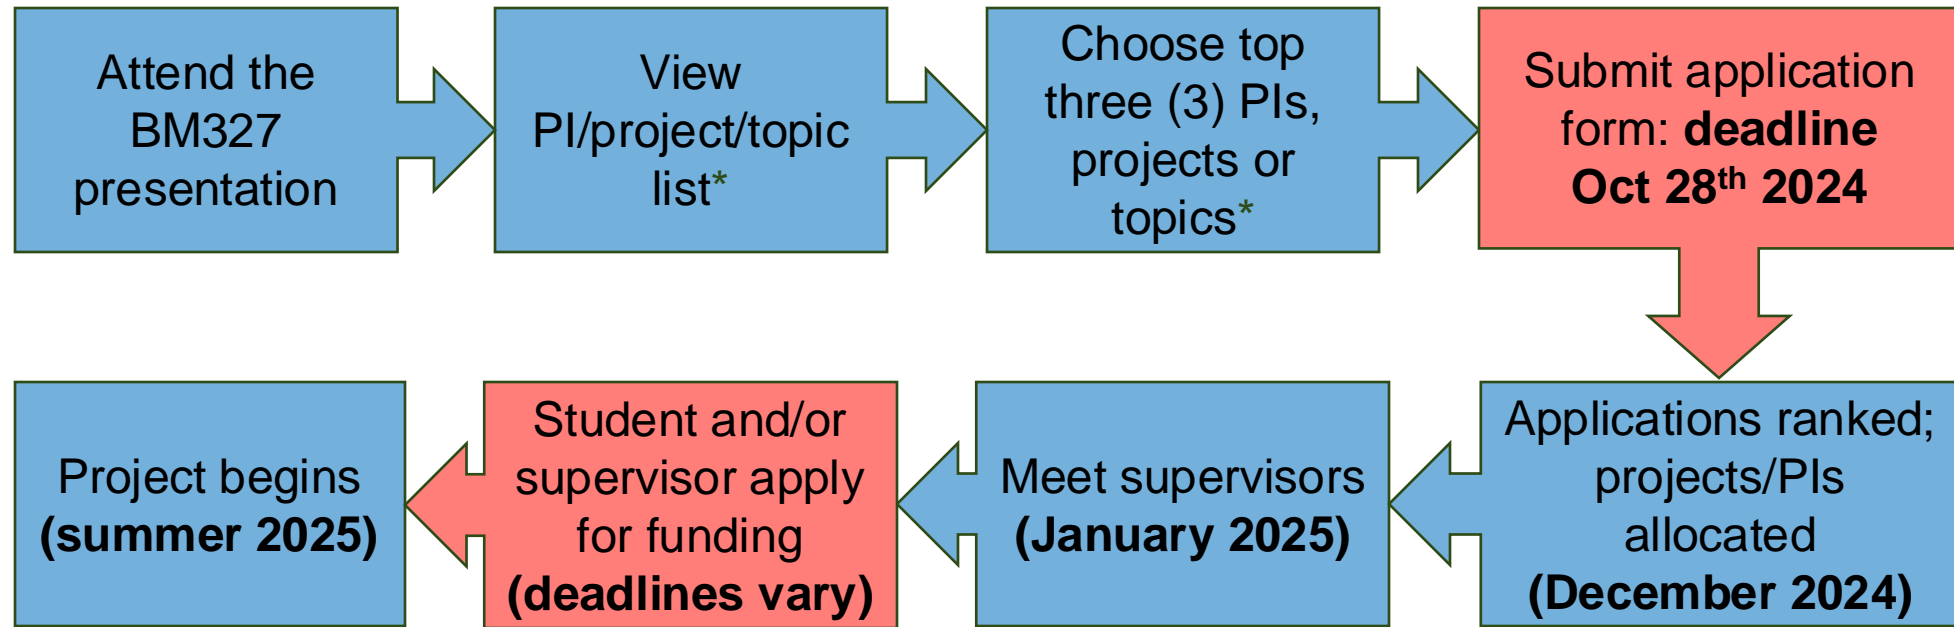 Attend the
BM327
presentation
View
PI/project/topic
list*
Choose top
three (3) PIs,
projects or
topics*
Submit application
form: deadline
Oct 28th 2024
Applications ranked;
projects/PIs
allocated
(December 2024)
Meet supervisors
(January 2025)
Student and/or
supervisor apply
for funding
(deadlines vary)
Project begins
(summer 2025)